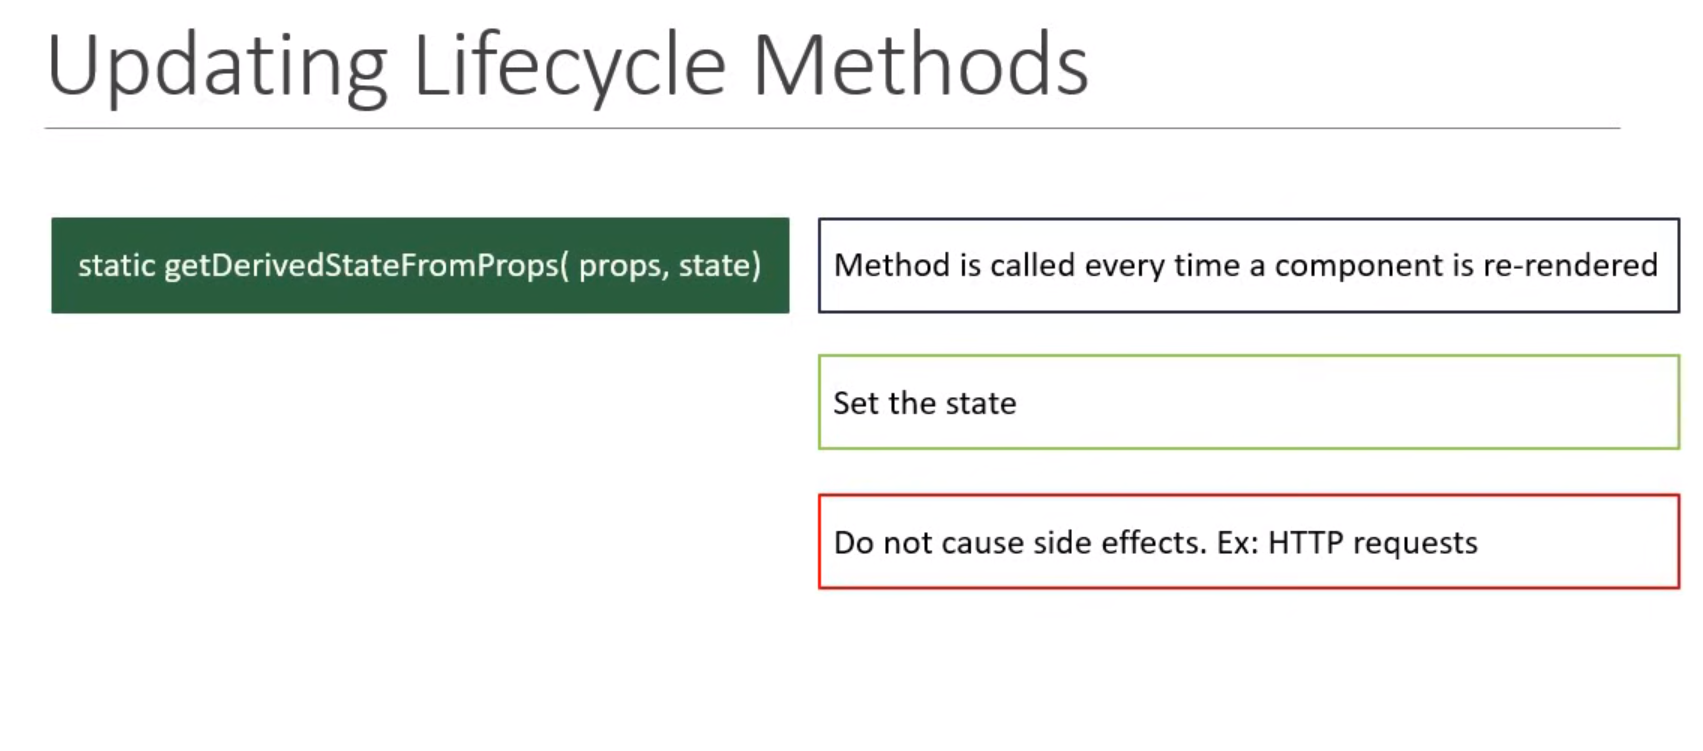 Updating Lifecycle Methods
static getDerivedStateFromProps( props, state)
Method is called every time a component is re-rendered
Set the state
Do not cause side effects. Ex: HTTP requests